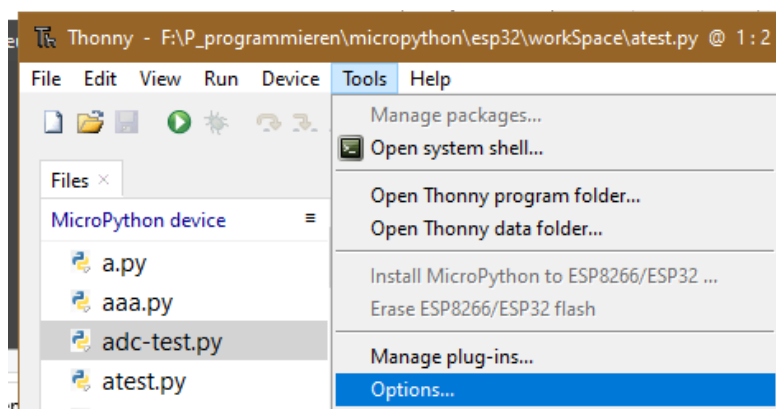 Thonny - F:\P_programmieren\micropython\esp32\workSpace\atest.py @ 1:2
File Edit View Run Device Tools Help
Manage packages...
Open system shell...
Files
MicroPython device
Open Thonny program folder...
Open Thonny data folder...
a.py
aaa.py
Install MicroPython to ESP8266/ESP32 ...
Erase ESP8266/ESP32 flash
adc-test.py
Manage plug-ins...
atest.py
Options...